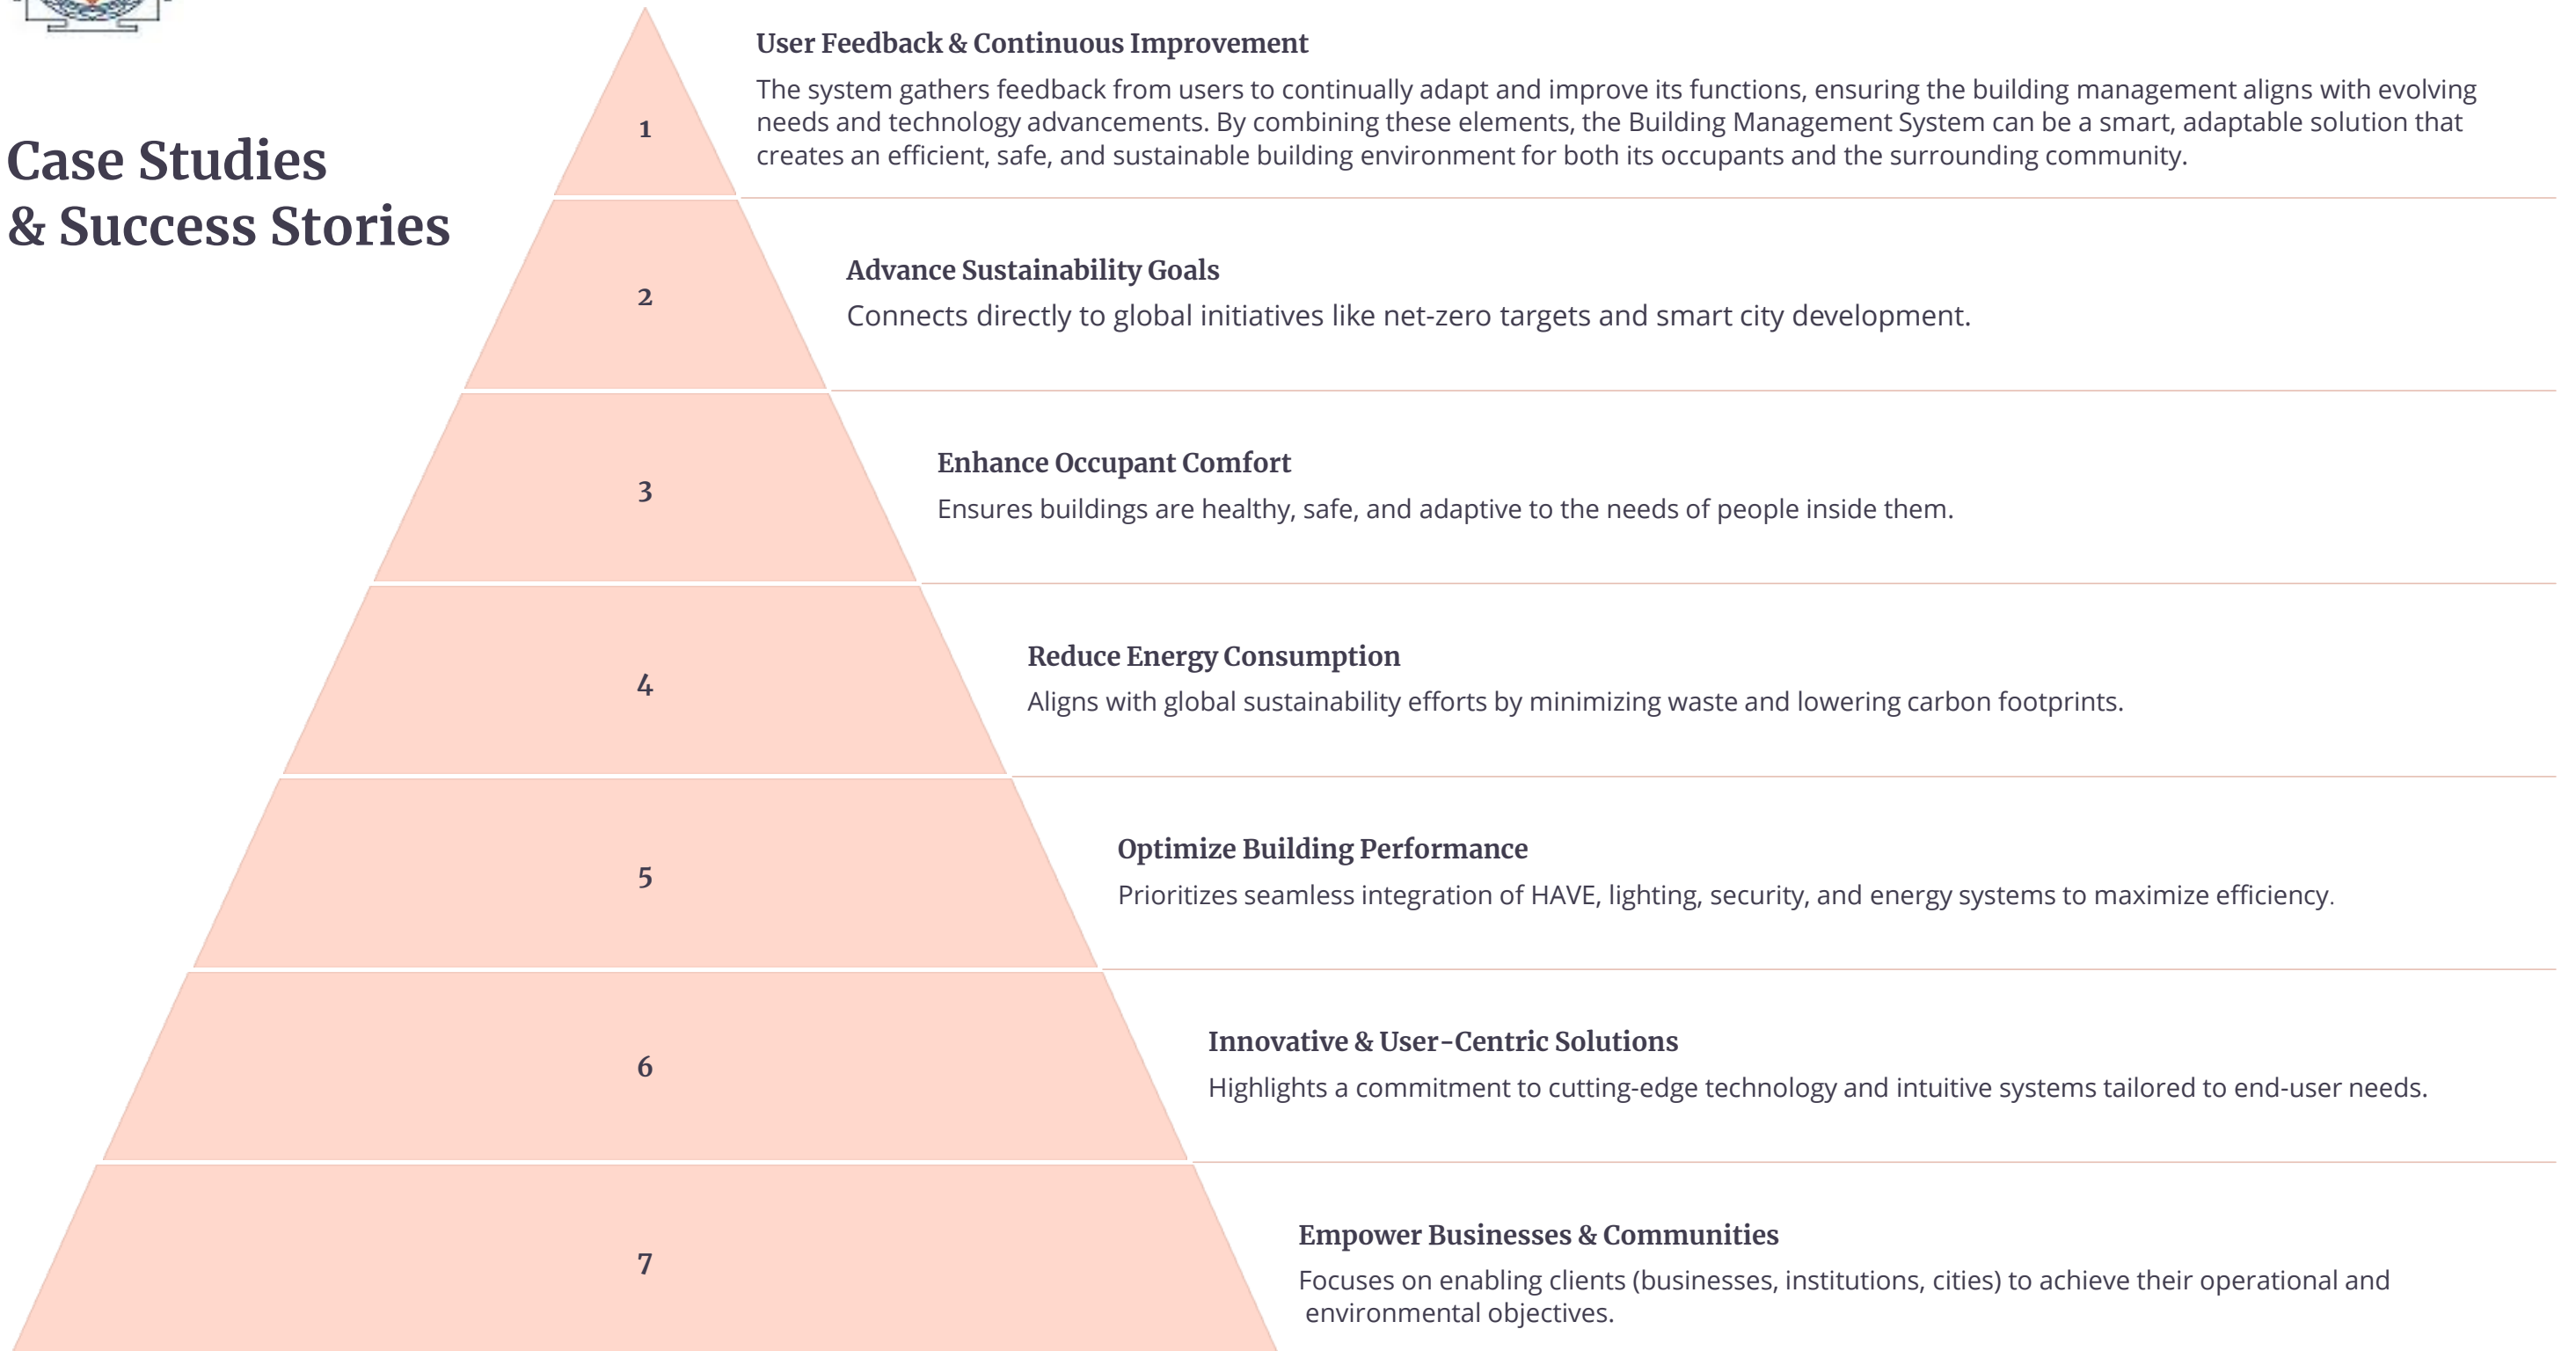 Case Studies
& Success Stories
1
User Feedback & Continuous Improvement
The system gathers feedback from users to continually adapt and improve its functions, ensuring the building management aligns with evolving
needs and technology advancements. By combining these elements, the Building Management System can be a smart, adaptable solution that
creates an efficient, safe, and sustainable building environment for both its occupants and the surrounding community.
2
Advance Sustainability Goals
Connects directly to global initiatives like net-zero targets and smart city development.
3
Enhance Occupant Comfort
Ensures buildings are healthy, safe, and adaptive to the needs of people inside them.
4
Reduce Energy Consumption
Aligns with global sustainability efforts by minimizing waste and lowering carbon footprints.
5
Optimize Building Performance
Prioritizes seamless integration of HAVE, lighting, security, and energy systems to maximize efficiency.
6
Innovative & User-Centric Solutions
Highlights a commitment to cutting-edge technology and intuitive systems tailored to end-user needs.
7
Empower Businesses & Communities
Focuses on enabling clients (businesses, institutions, cities) to achieve their operational and
environmental objectives.